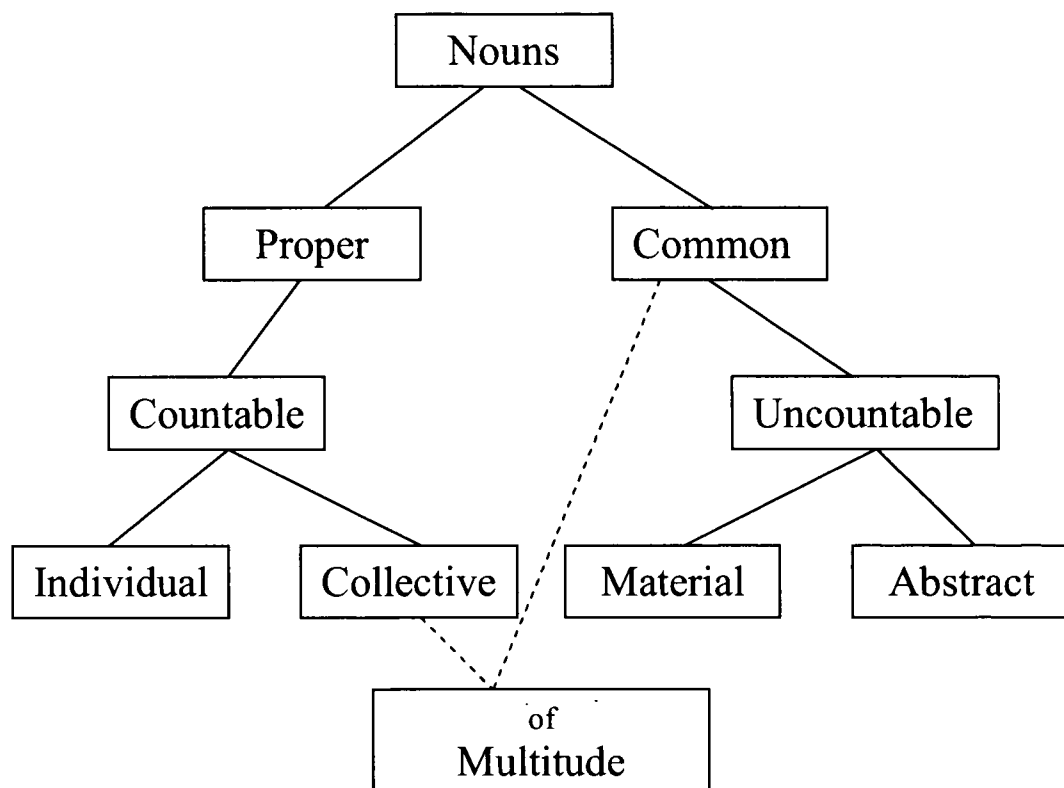 Nouns
Proper
Common
Countable
Uncountable
Individual
Collective
Material
Abstract
of
Multitude